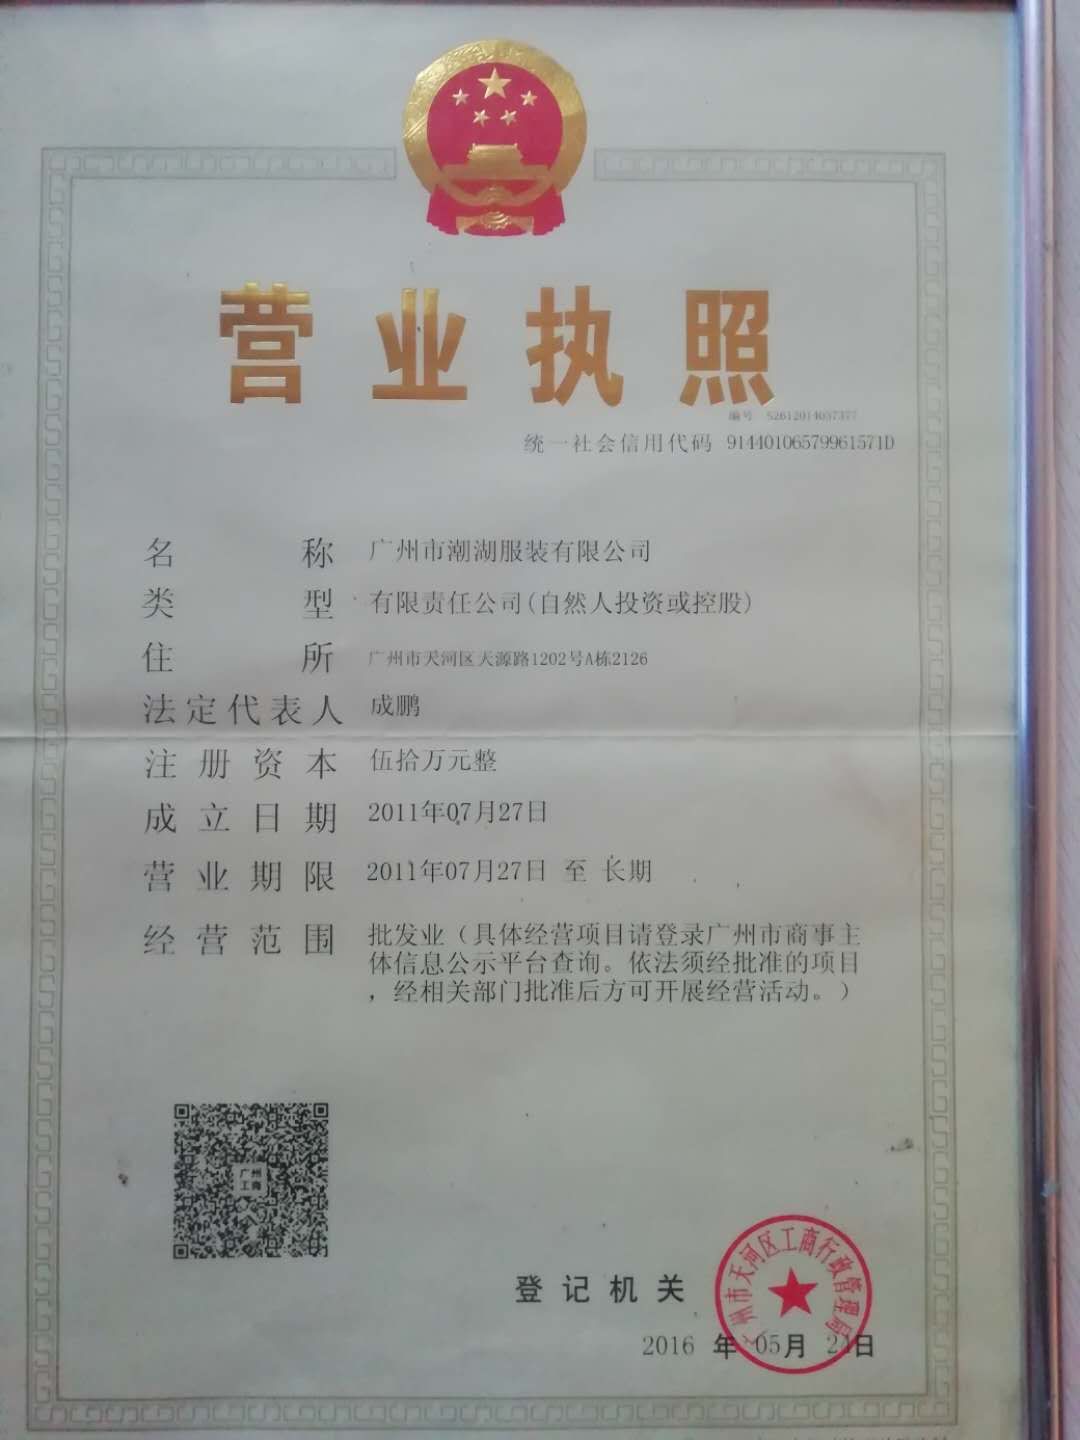 营业执照
编号 S2612014037377
统一社会信用代码 91440106579961571D
名称 广州市潮湖服装有限公司
类型 有限责任公司(自然人投资或控股)
住所 广州市天河区天源路1202号A栋2126
法定代表人 成鹏
注册资本 伍拾万元整
成立日期 2011年07月27日
营业期限 2011年07月27日 至 长期
经营范围 批发业（具体经营项目请登录广州市商事主
体信息公示平台查询。依法须经批准的项目
，经相关部门批准后方可开展经营活动。）
广州
工商
登记机关
广州市天河区工商行政管理局
2016 年 05月 24日